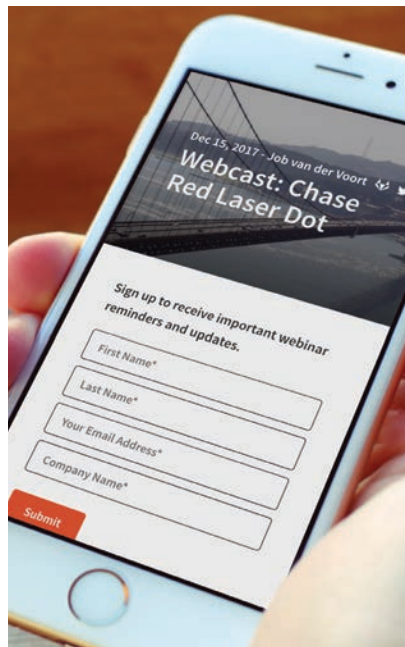 Dec 15, 2017 - Job van der Voort
Webcast: Chase
Red Laser Dot
Sign up to receive important webinar
reminders and updates.
First Name*
Last Name*
Your Email Address*
Company Name*
Submit